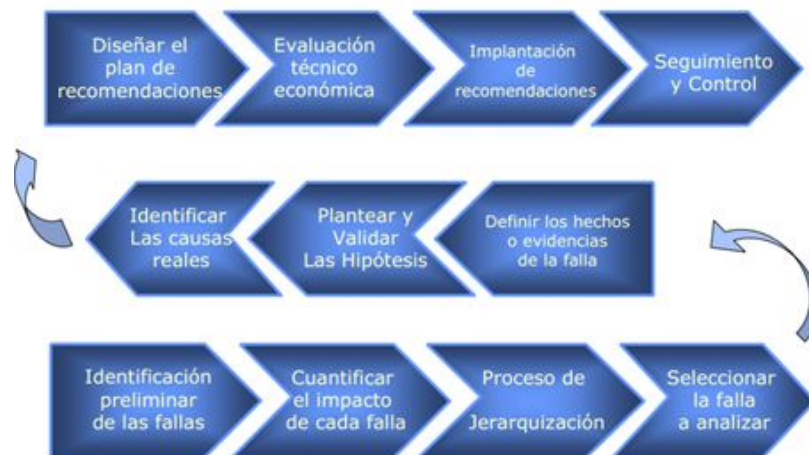 Diseñar el
plan de
recomendaciones
Evaluación
técnico
económica
Implantación
de
recomendaciones
Seguimiento
y Control
Identificar
Las causas
reales
Plantear y
Validar
Las Hipótesis
Definir los hechos
o evidencias
de la falla
Identificación
preliminar
de las fallas
Cuantificar
el impacto
de cada falla
Proceso de
Jerarquización
Seleccionar
la falla
a analizar